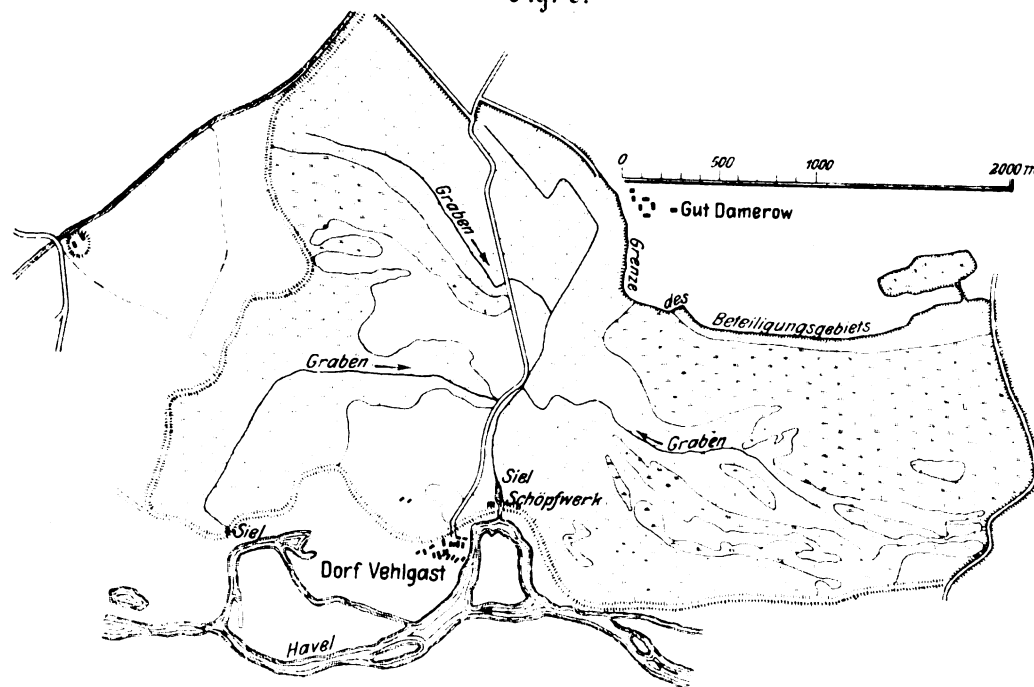 0 500 1000 2000 m
Gut Damerow
Graben
Grenze
des
Beteiligungsgebiets
Graben
Graben
Siel
Schöpfwerk
Siel
Dorf Vehlgast
Havel